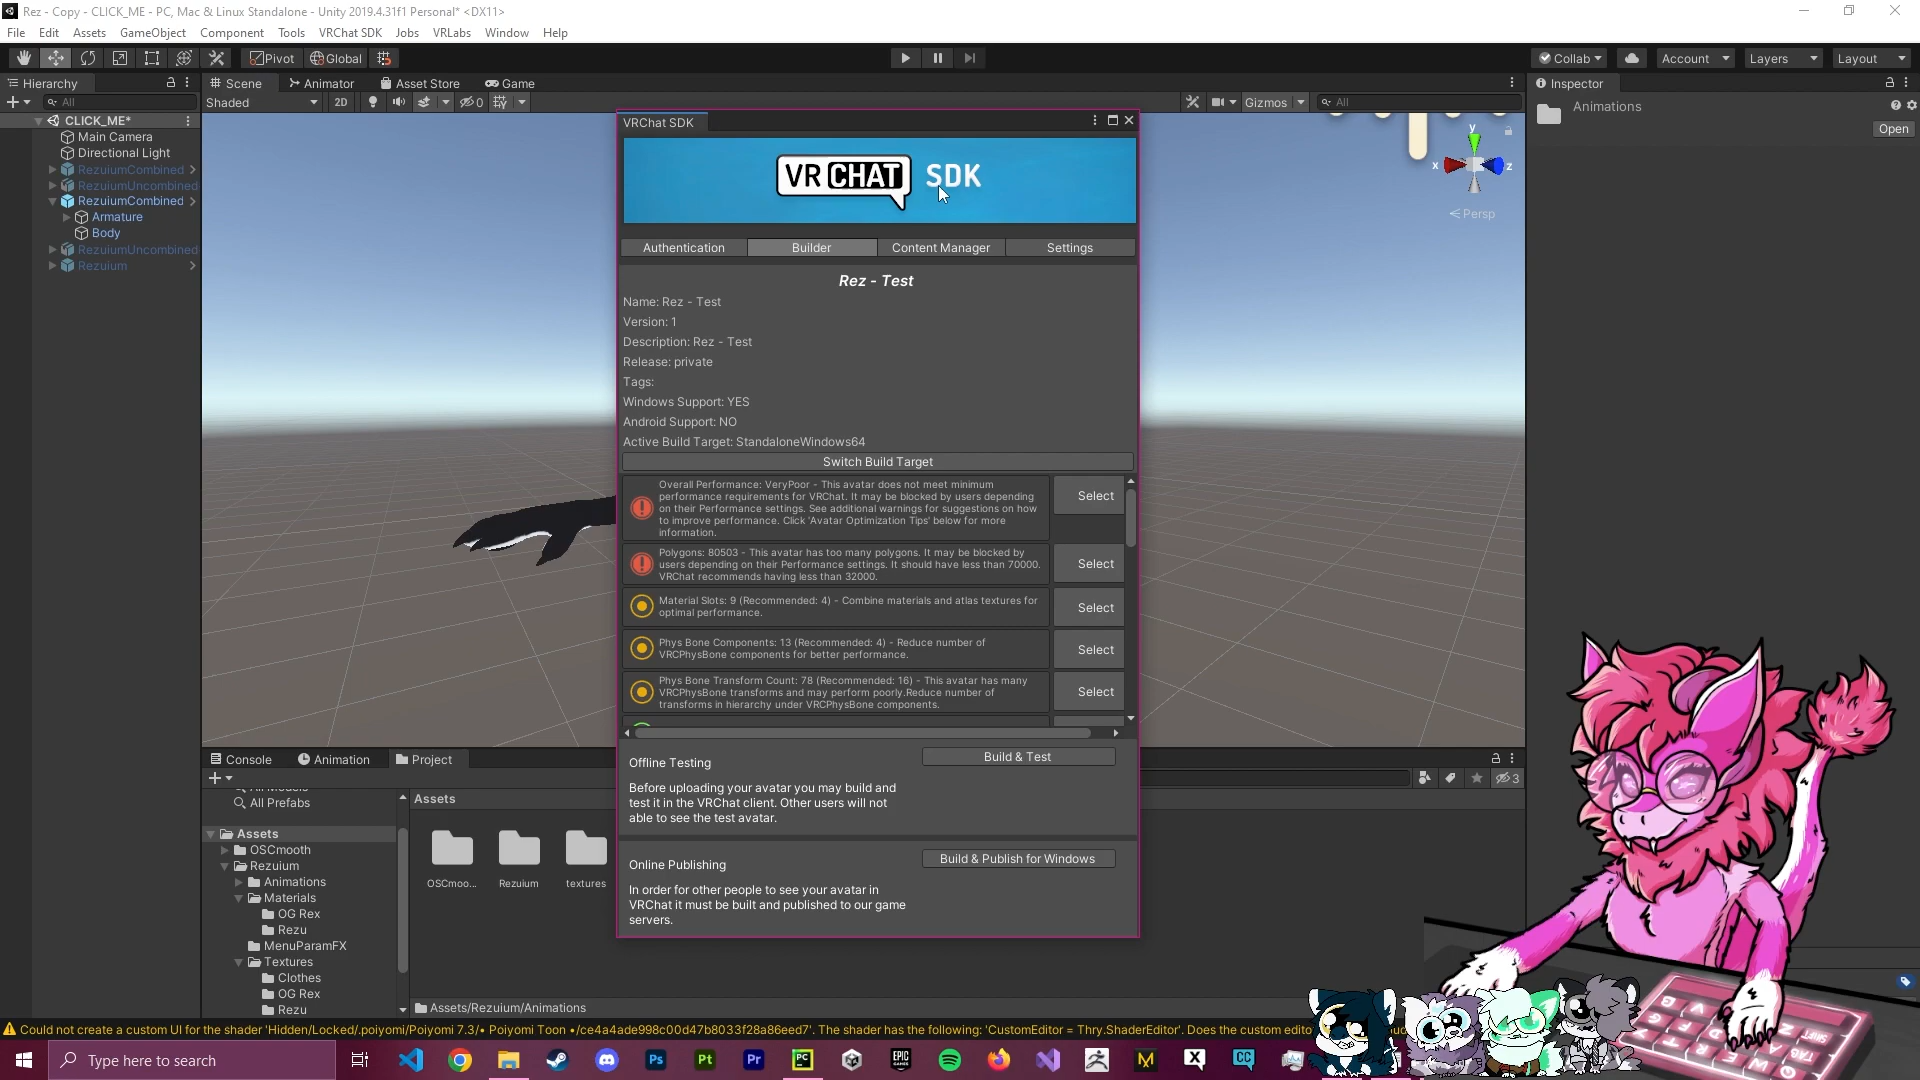 Rez - Copy - CLICK_ME - PC, Mac & Linux Standalone - Unity 2019.4.31f1 Personal* <DX11>
File Edit Assets GameObject Component Tools VRChat SDK Jobs VRLabs Window Help
Pivot Global Collab Account Layers Layout
Hierarchy Scene Animator Asset Store Game Inspector
All Shaded 2D 0 Gizmos All
Animations
Open
CLICK_ME*
Main Camera
Directional Light
RezuiumCombined
RezuiumUncombined
RezuiumCombined
Armature
Body
RezuiumUncombined
Rezuium
y
x z
Persp
VRChat SDK
VR CHAT SDK
Authentication Builder Content Manager Settings
Rez - Test
Name: Rez - Test
Version: 1
Description: Rez - Test
Release: private
Tags:
Windows Support: YES
Android Support: NO
Active Build Target: StandaloneWindows64
Switch Build Target
Overall Performance: VeryPoor - This avatar does not meet minimum
performance requirements for VRChat. It may be blocked by users depending
on their Performance settings. See additional warnings for suggestions on how
to improve performance. Click 'Avatar Optimization Tips' below for more
information.
Select
Polygons: 80503 - This avatar has too many polygons. It may be blocked by
users depending on their Performance settings. It should have less than 70000.
VRChat recommends having less than 32000.
Select
Material Slots: 9 (Recommended: 4) - Combine materials and atlas textures for
optimal performance.
Select
Phys Bone Components: 13 (Recommended: 4) - Reduce number of
VRCPhysBone components for better performance.
Select
Phys Bone Transform Count: 78 (Recommended: 16) - This avatar has many
VRCPhysBone transforms and may perform poorly.Reduce number of
transforms in hierarchy under VRCPhysBone components.
Select
Offline Testing
Build & Test
Before uploading your avatar you may build and
test it in the VRChat client. Other users will not
able to see the test avatar.
Online Publishing
Build & Publish for Windows
In order for other people to see your avatar in
VRChat it must be built and published to our game
servers.
Console Animation Project
3
All Prefabs
Assets
OSCmooth
Rezuium
Animations
Materials
OG Rex
Rezu
MenuParamFX
Textures
Clothes
OG Rex
Rezu
Assets
OSCmoo... Rezuium textures
Assets/Rezuium/Animations
Could not create a custom UI for the shader 'Hidden/Locked/.poiyomi/Poiyomi 7.3/• Poiyomi Toon •/ce4a4ade998c00d47b8033f28a86eed7'. The shader has the following: 'CustomEditor = Thry.ShaderEditor'. Does the custom edito
Type here to search